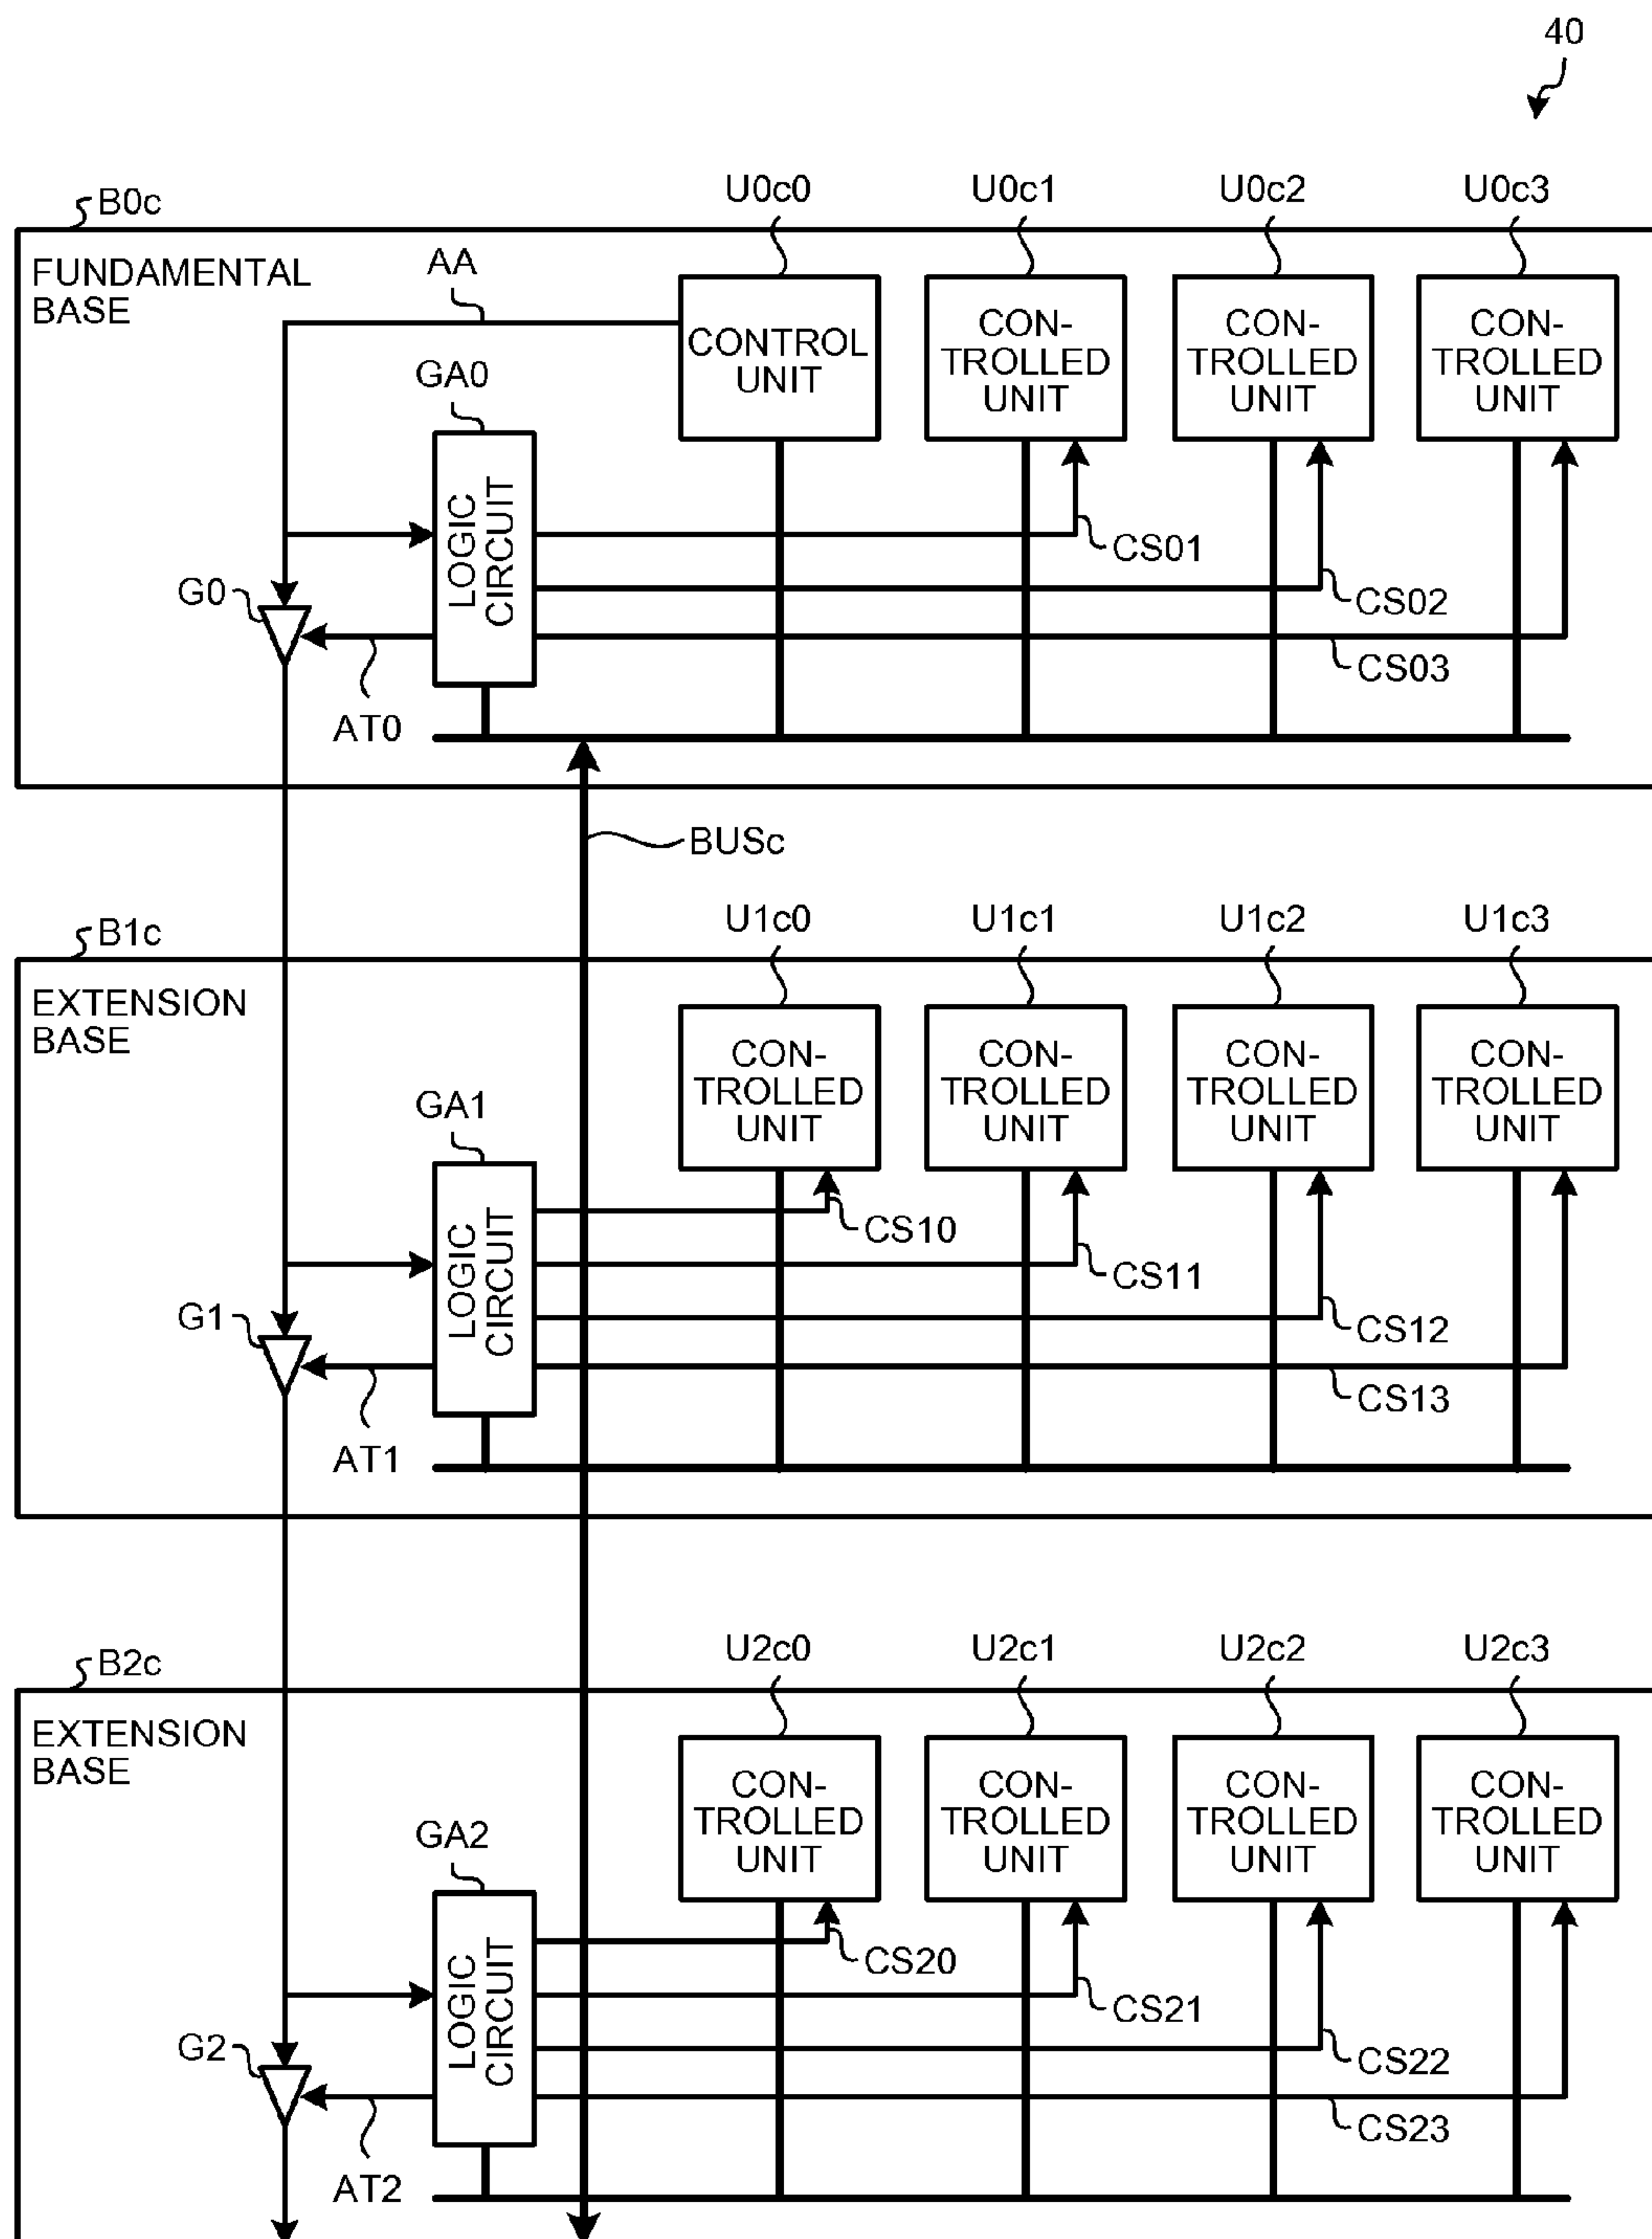 40
B0c
U0c0
U0c1
U0c2
U0c3
FUNDAMENTAL
BASE
AA
CONTROL
UNIT
CON-
TROLLED
UNIT
CON-
TROLLED
UNIT
CON-
TROLLED
UNIT
GA0
LOGIC
CIRCUIT
CS01
G0
CS02
CS03
AT0
BUSc
B1c
U1c0
U1c1
U1c2
U1c3
EXTENSION
BASE
CON-
TROLLED
UNIT
CON-
TROLLED
UNIT
CON-
TROLLED
UNIT
CON-
TROLLED
UNIT
GA1
LOGIC
CIRCUIT
CS10
CS11
G1
CS12
CS13
AT1
B2c
U2c0
U2c1
U2c2
U2c3
EXTENSION
BASE
CON-
TROLLED
UNIT
CON-
TROLLED
UNIT
CON-
TROLLED
UNIT
CON-
TROLLED
UNIT
GA2
LOGIC
CIRCUIT
CS20
CS21
G2
CS22
CS23
AT2